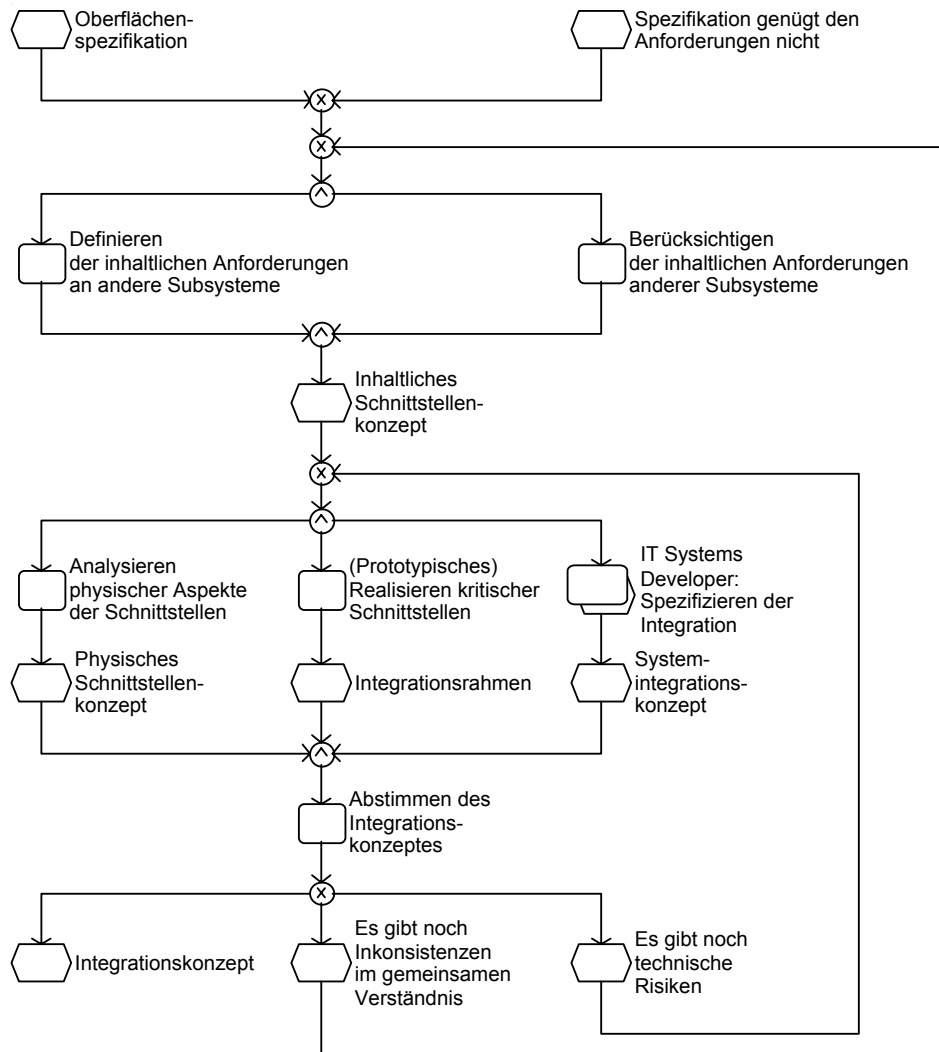 Oberflächen-
spezifikation
Spezifikation genügt den
Anforderungen nicht
x
x
^
Definieren
der inhaltlichen Anforderungen
an andere Subsysteme
Berücksichtigen
der inhaltlichen Anforderungen
anderer Subsysteme
^
Inhaltliches
Schnittstellen-
konzept
x
^
Analysieren
physischer Aspekte
der Schnittstellen
(Prototypisches)
Realisieren kritischer
Schnittstellen
IT Systems
Developer:
Spezifizieren der
Integration
Physisches
Schnittstellen-
konzept
Integrationsrahmen
System-
integrations-
konzept
^
Abstimmen des
Integrations-
konzeptes
x
Integrationskonzept
Es gibt noch
Inkonsistenzen
im gemeinsamen
Verständnis
Es gibt noch
technische
Risiken